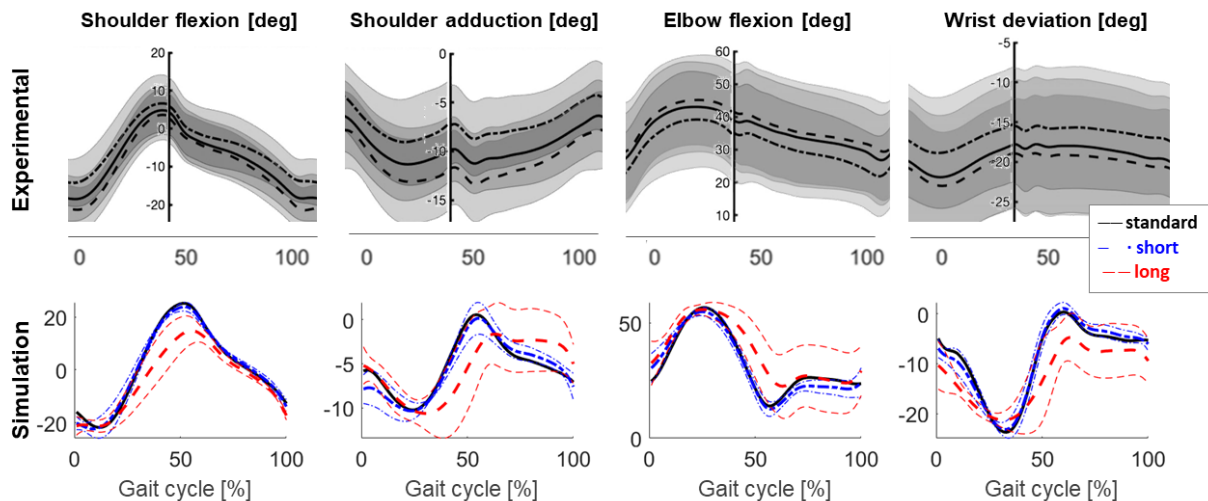 Shoulder flexion [deg]
Shoulder adduction [deg]
Elbow flexion [deg]
Wrist deviation [deg]
Experimental
20
10
0
-10
-20
0
-5
-10
-15
60
50
40
30
20
10
-5
-10
-15
-20
-25
0 50 100
0 50 100
0 50 100
0 50
standard
short
long
Simulation
20
0
-20
0
-5
-10
50
0
0
-10
-20
0 50 100
0 50 100
0 50 100
0 50 100
Gait cycle [%]
Gait cycle [%]
Gait cycle [%]
Gait cycle [%]